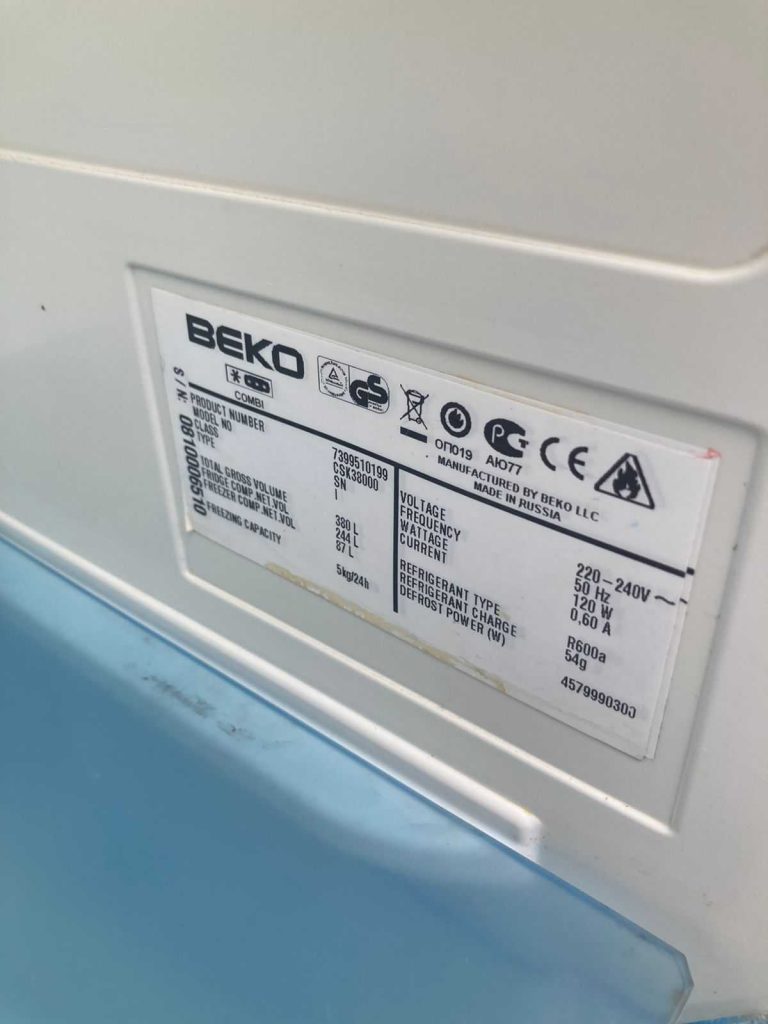 BEKO
COMBI
ОП019 АЮ77
MANUFACTURED BY BEKO LLC
MADE IN RUSSIA
S / N: 0810006510
PRODUCT NUMBER 7399510199
MODEL NO CSK38000
CLASS SN
TYPE I
TOTAL GROSS VOLUME 380 L
FRIDGE COMP.NET.VOL 244 L
FREEZER COMP.NET.VOL 87 L
FREEZING CAPACITY 5kg/24h
VOLTAGE 220-240V ~
FREQUENCY 50 Hz
WATTAGE 120 W
CURRENT 0,60 A
REFRIGERANT TYPE R600a
REFRIGERANT CHARGE 54g
DEFROST POWER (W)
4579990300